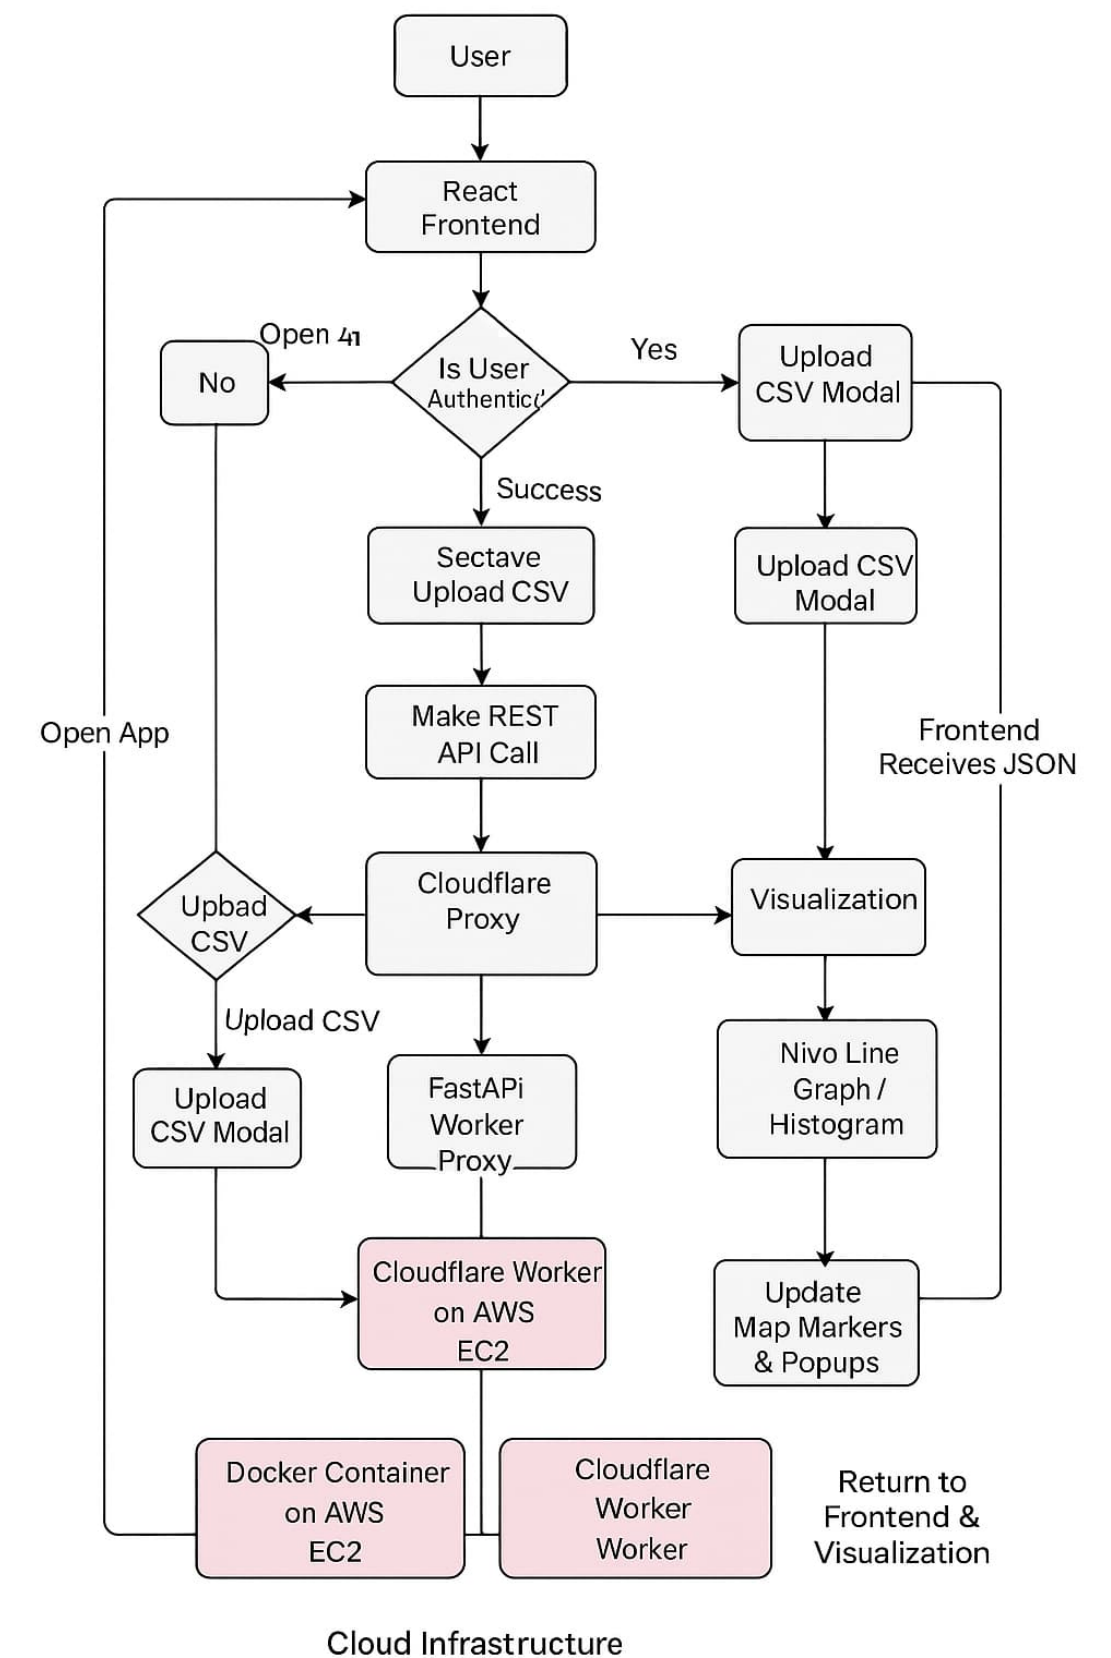 User
React
Frontend
Open 41
No
Is User
Authentic
Yes
Upload
CSV Modal
Success
Sectave
Upload CSV
Upload CSV
Modal
Make REST
API Call
Open App
Frontend
Receives JSON
Cloudflare
Proxy
Upbad
CSV
Visualization
Upload CSV
Upload
CSV Modal
FastAPi
Worker
Proxy
Nivo Line
Graph /
Histogram
Cloudflare Worker
on AWS
EC2
Update
Map Markers
& Popups
Docker Container
on AWS
EC2
Cloudflare
Worker
Worker
Return to
Frontend &
Visualization
Cloud Infrastructure